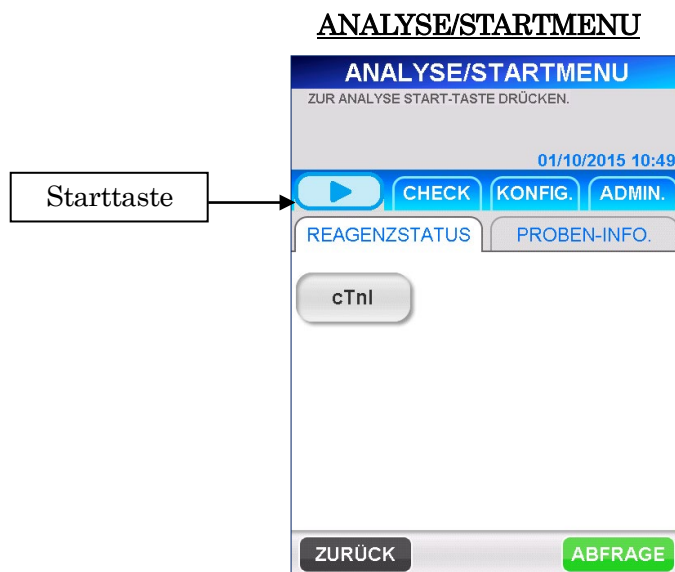 ANALYSE/STARTMENU
ANALYSE/STARTMENU
ZUR ANALYSE START-TASTE DRÜCKEN.
01/10/2015 10:49
Starttaste
CHECK KONFIG. ADMIN.
REAGENZSTATUS PROBEN-INFO.
cTnI
ZURÜCK ABFRAGE